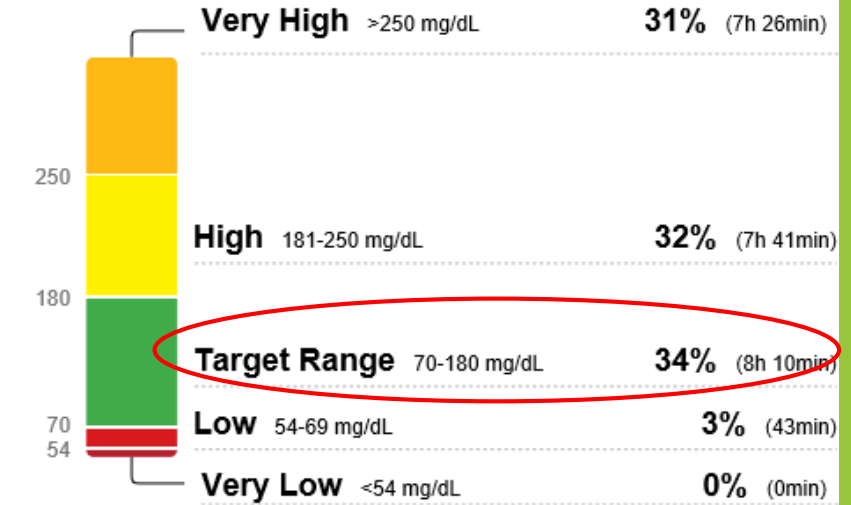 Very High >250 mg/dL 31% (7h 26min)
250
High 181-250 mg/dL 32% (7h 41min)
180
Target Range 70-180 mg/dL 34% (8h 10min)
70
Low 54-69 mg/dL 3% (43min)
54
Very Low <54 mg/dL 0% (0min)